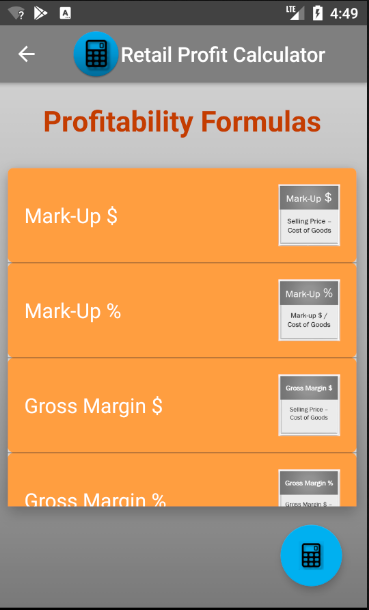 ? A LTE 4:49
Retail Profit Calculator
Profitability Formulas
Mark-Up $
Mark-Up $
Selling Price –
Cost of Goods
Mark-Up %
Mark-Up %
Mark-up $ /
Cost of Goods
Gross Margin $
Gross Margin $
Selling Price –
Cost of Goods
Gross Margin %
Gross Margin %
Gross Margin $ –